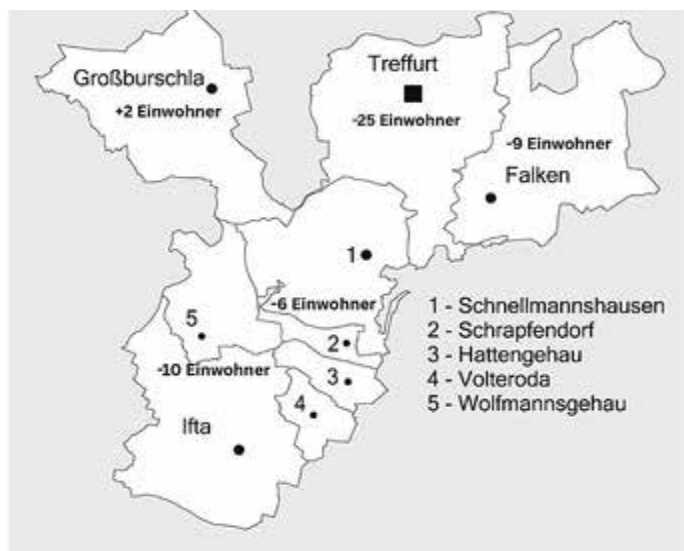 Großburschla
+2 Einwohner
Treffurt
-25 Einwohner
-9 Einwohner
Falken
1
-6 Einwohner
5
2
-10 Einwohner
3
4
Ifta
1 - Schnellmannshausen
2 - Schrapfendorf
3 - Hattengehau
4 - Volteroda
5 - Wolfmannsgehau